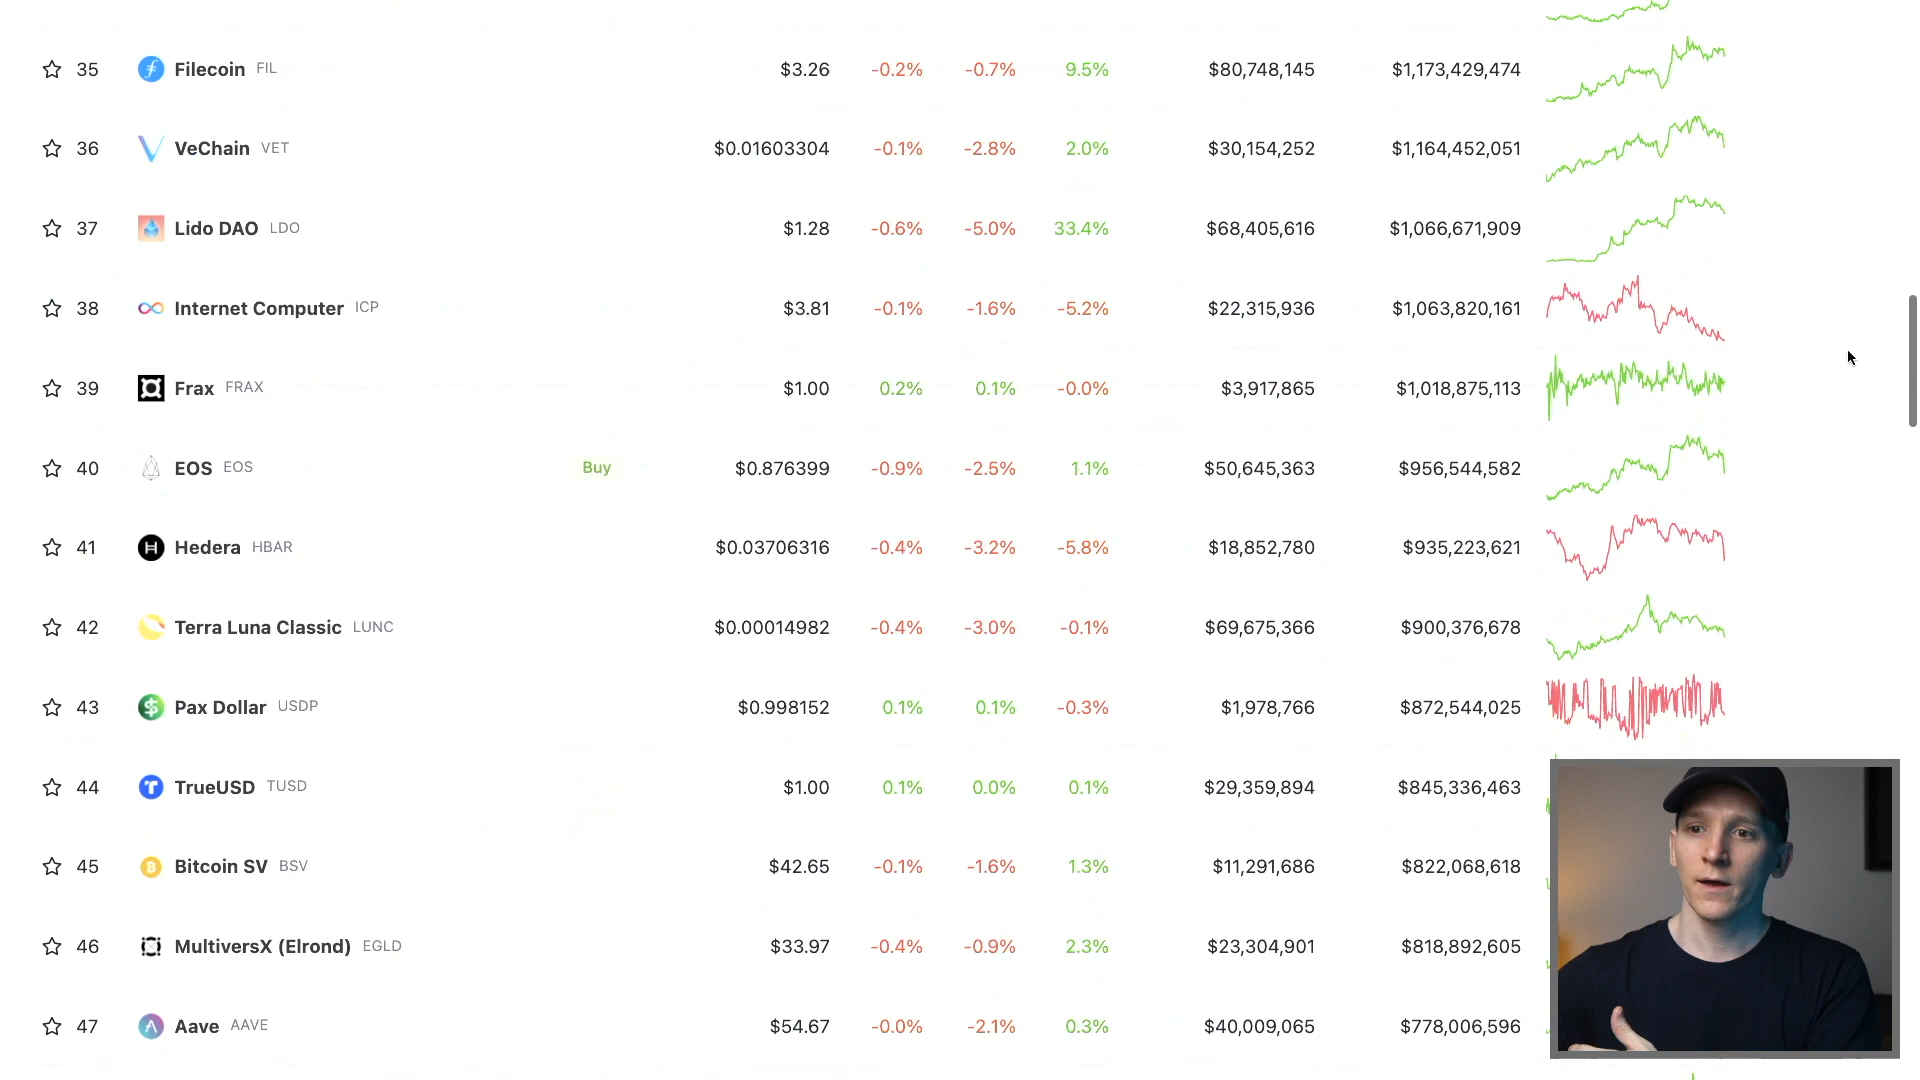 35 Filecoin FIL $3.26 -0.2% -0.7% 9.5% $80,748,145 $1,173,429,474
36 VeChain VET $0.01603304 -0.1% -2.8% 2.0% $30,154,252 $1,164,452,051
37 Lido DAO LDO $1.28 -0.6% -5.0% 33.4% $68,405,616 $1,066,671,909
38 Internet Computer ICP $3.81 -0.1% -1.6% -5.2% $22,315,936 $1,063,820,161
39 Frax FRAX $1.00 0.2% 0.1% -0.0% $3,917,865 $1,018,875,113
40 EOS EOS Buy $0.876399 -0.9% -2.5% 1.1% $50,645,363 $956,544,582
41 Hedera HBAR $0.03706316 -0.4% -3.2% -5.8% $18,852,780 $935,223,621
42 Terra Luna Classic LUNC $0.00014982 -0.4% -3.0% -0.1% $69,675,366 $900,376,678
43 Pax Dollar USDP $0.998152 0.1% 0.1% -0.3% $1,978,766 $872,544,025
44 TrueUSD TUSD $1.00 0.1% 0.0% 0.1% $29,359,894 $845,336,463
45 Bitcoin SV BSV $42.65 -0.1% -1.6% 1.3% $11,291,686 $822,068,618
46 MultiversX (Elrond) EGLD $33.97 -0.4% -0.9% 2.3% $23,304,901 $818,892,605
47 Aave AAVE $54.67 -0.0% -2.1% 0.3% $40,009,065 $778,006,596